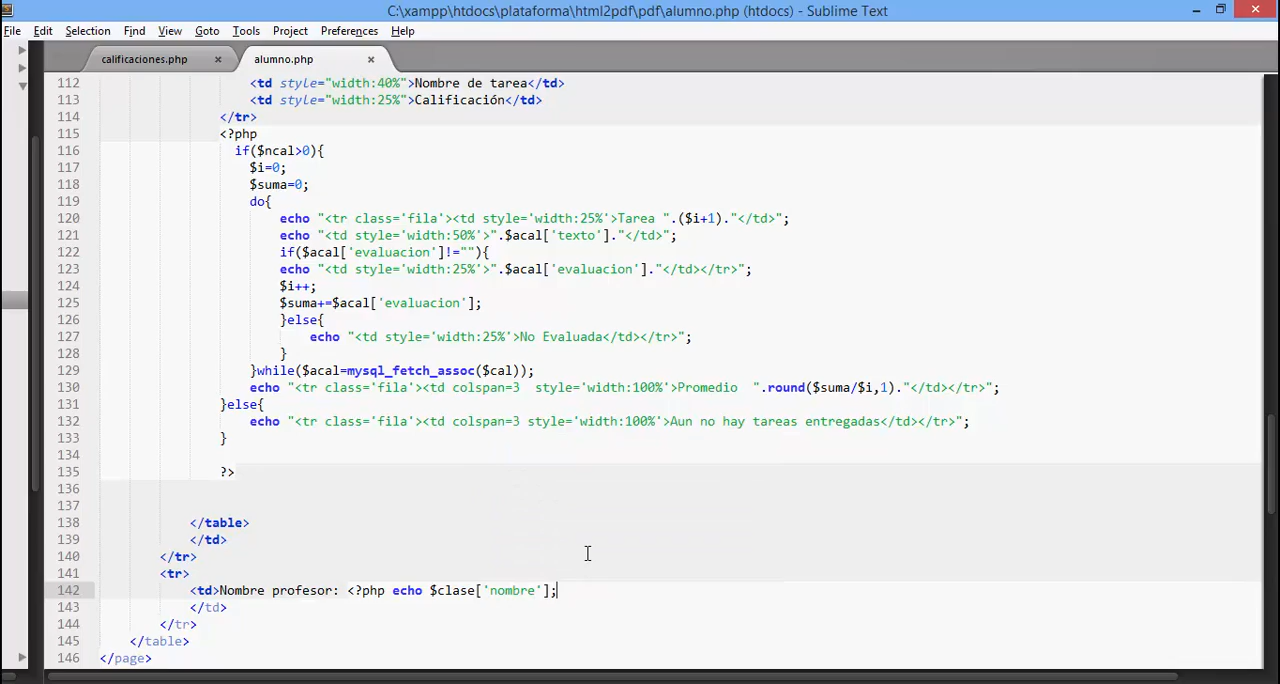 C:\xampp\htdocs\plataforma\html2pdf\pdf\alumno.php (htdocs) - Sublime Text
File Edit Selection Find View Goto Tools Project Preferences Help
calificaciones.php × alumno.php ×
112 <td style="width:40%">Nombre de tarea</td>
113 <td style="width:25%">Calificación</td>
114 </tr>
115 <?php
116 if($ncal>0){
117 $i=0;
118 $suma=0;
119 do{
120 echo "<tr class='fila'><td style='width:25%'>Tarea ".($i+1)."</td>";
121 echo "<td style='width:50%'>".$acal['texto']."</td>";
122 if($acal['evaluacion']!=""){
123 echo "<td style='width:25%'>".$acal['evaluacion']."</td></tr>";
124 $i++;
125 $suma+=$acal['evaluacion'];
126 }else{
127 echo "<td style='width:25%'>No Evaluada</td></tr>";
128 }
129 }while($acal=mysql_fetch_assoc($cal));
130 echo "<tr class='fila'><td colspan=3  style='width:100%'>Promedio  ".round($suma/$i,1)."</td></tr>";
131 }else{
132 echo "<tr class='fila'><td colspan=3 style='width:100%'>Aun no hay tareas entregadas</td></tr>";
133 }
134
135 ?>
136
137
138 </table>
139 </td>
140 </tr>
141 <tr>
142 <td>Nombre profesor: <?php echo $clase['nombre'];
143 </td>
144 </tr>
145 </table>
146 </page>